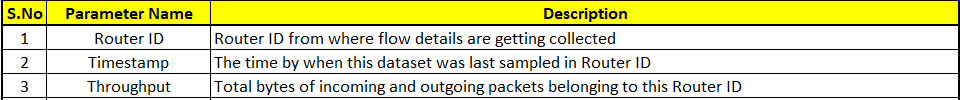 S.No Parameter Name Description
1 Router ID Router ID from where flow details are getting collected
2 Timestamp The time by when this dataset was last sampled in Router ID
3 Throughput Total bytes of incoming and outgoing packets belonging to this Router ID